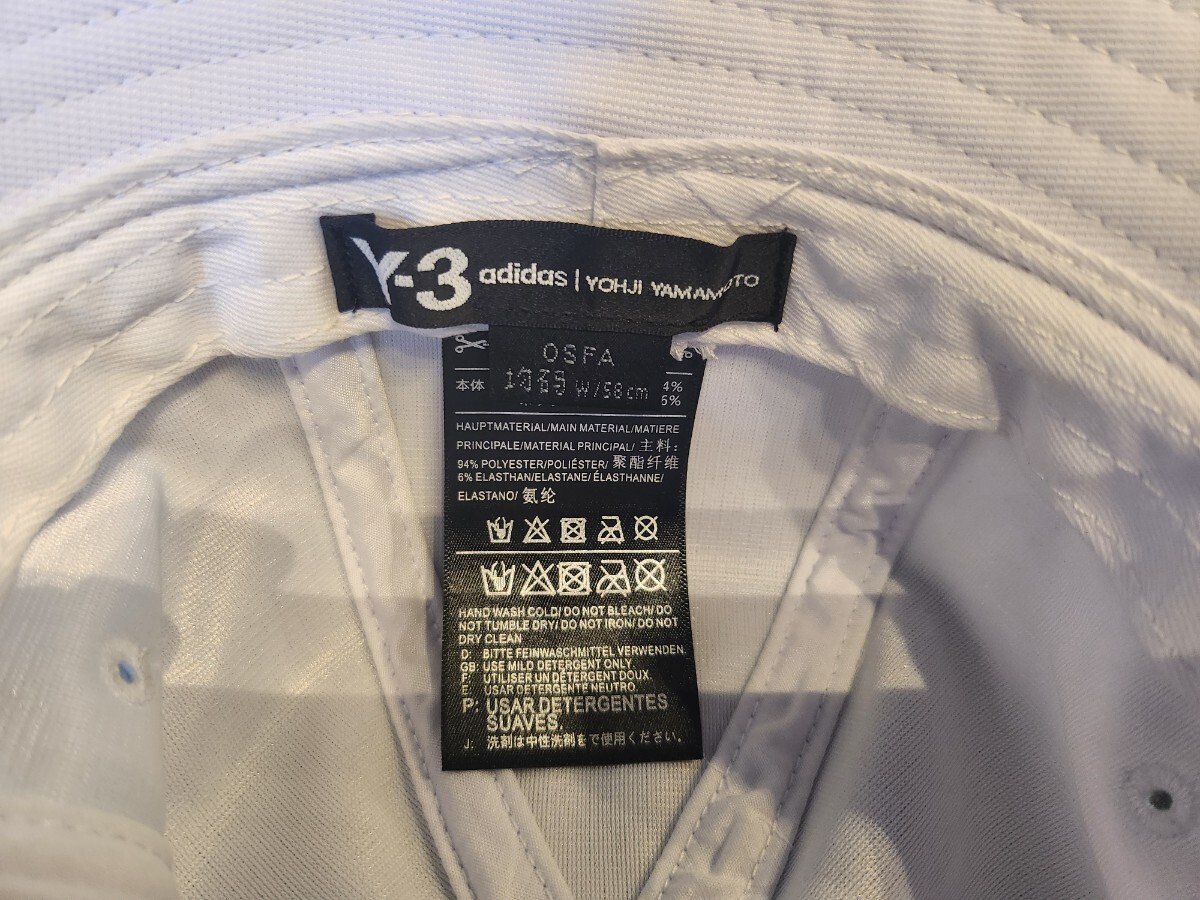 Y-3 adidas | YOHJI YAMAMOTO
OSFA
本体
均码 W/58cm
4%
6%
HAUPTMATERIAL/MAIN MATERIAL/MATIERE
PRINCIPALE/MATERIAL PRINCIPAL/ 主料:
94% POLYESTER/POLIÉSTER/ 聚酯纤维
6% ELASTHAN/ELASTANE/ÉLASTHANNE/
ELASTANO/ 氨纶
HAND WASH COLD/ DO NOT BLEACH/ DO
NOT TUMBLE DRY/ DO NOT IRON/ DO NOT
DRY CLEAN
D: BITTE FEINWASCHMITTEL VERWENDEN.
GB: USE MILD DETERGENT ONLY.
F: UTILISER UN DÉTERGENT DOUX.
E: USAR DETERGENTE NEUTRO.
P: USAR DETERGENTES
SUAVES.
J: 洗剤は中性洗剤をで使用ください。